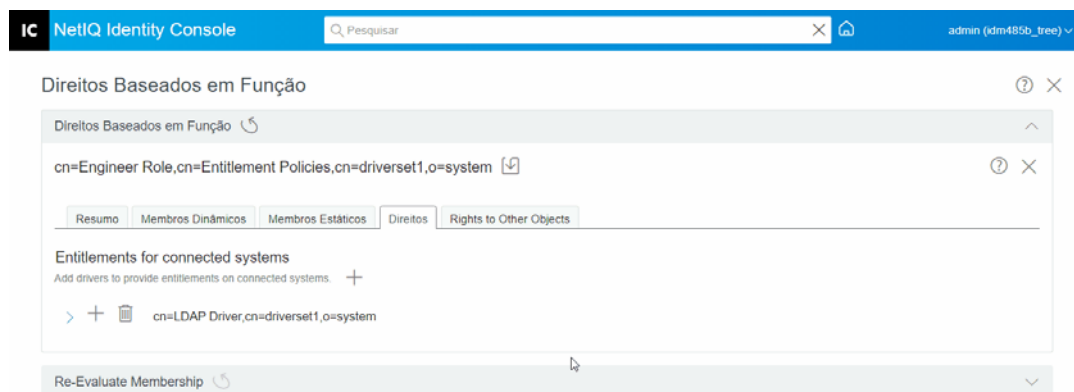 IC NetIQ Identity Console Pesquisar admin (idm485b_tree)
Direitos Baseados em Função
Direitos Baseados em Função
cn=Engineer Role,cn=Entitlement Policies,cn=driverset1,o=system
Resumo Membros Dinâmicos Membros Estáticos Direitos Rights to Other Objects
Entitlements for connected systems
Add drivers to provide entitlements on connected systems.
cn=LDAP Driver,cn=driverset1,o=system
Re-Evaluate Membership